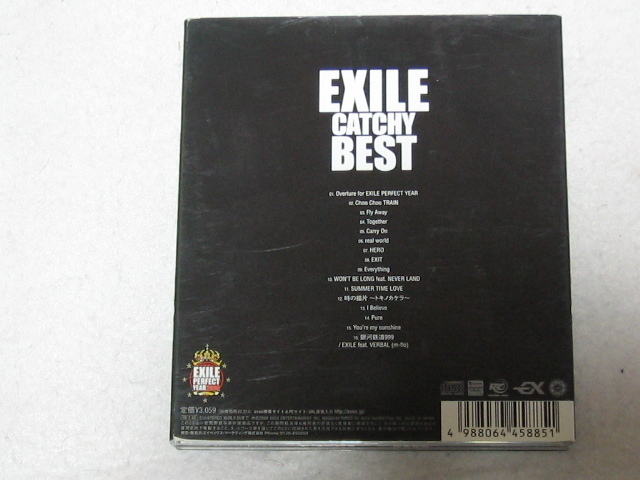 EXILE
CATCHY
BEST
01. Overture for EXILE PERFECT YEAR
02. Choo Choo TRAIN
03. Fly Away
04. Together
05. Carry On
06. real world
07. HERO
08. EXIT
09. Everything
10. WON'T BE LONG feat. NEVER LAND
11. SUMMER TIME LOVE
12. 時の描片 〜トキノカケラ〜
13. I Believe
14. Pure
15. You're my sunshine
16. 銀河鉄道999
/ EXILE feat. VERBAL (m-flo)
EXILE
PERFECT
YEAR 2008
定価¥3,059
EX
4 988064 458851